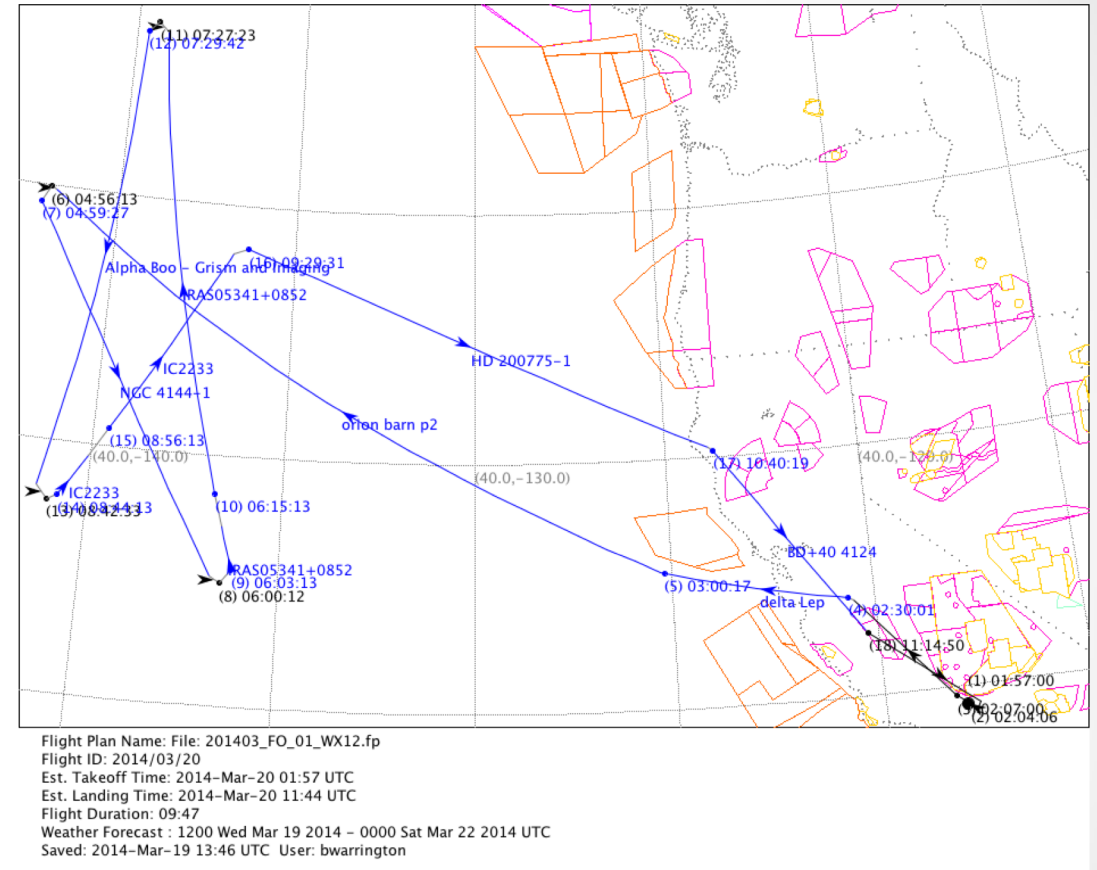 (11) 07:27:23
(12) 07:29:42
(6) 04:56:13
(7) 04:59:27
(16) 09:29:31
Alpha Boo - Grism and Imaging
IRAS05341+0852
HD 200775-1
IC2233
NGC 4144-1
orion barn p2
(15) 08:56:13
(40.0,-140.0)
(40.0,-130.0)
(40.0,-120.0)
(17) 10:40:19
IC2233
(14) 08:44:13
(13) 08:42:33
(10) 06:15:13
BD+40 4124
IRAS05341+0852
(9) 06:03:13
(8) 06:00:12
(5) 03:00:17
delta Lep
(4) 02:30:01
(18) 11:14:50
(1) 01:57:00
(3) 02:07:00
(2) 02:04:06
Flight Plan Name: File: 201403_FO_01_WX12.fp
Flight ID: 2014/03/20
Est. Takeoff Time: 2014-Mar-20 01:57 UTC
Est. Landing Time: 2014-Mar-20 11:44 UTC
Flight Duration: 09:47
Weather Forecast : 1200 Wed Mar 19 2014 - 0000 Sat Mar 22 2014 UTC
Saved: 2014-Mar-19 13:46 UTC  User: bwarrington